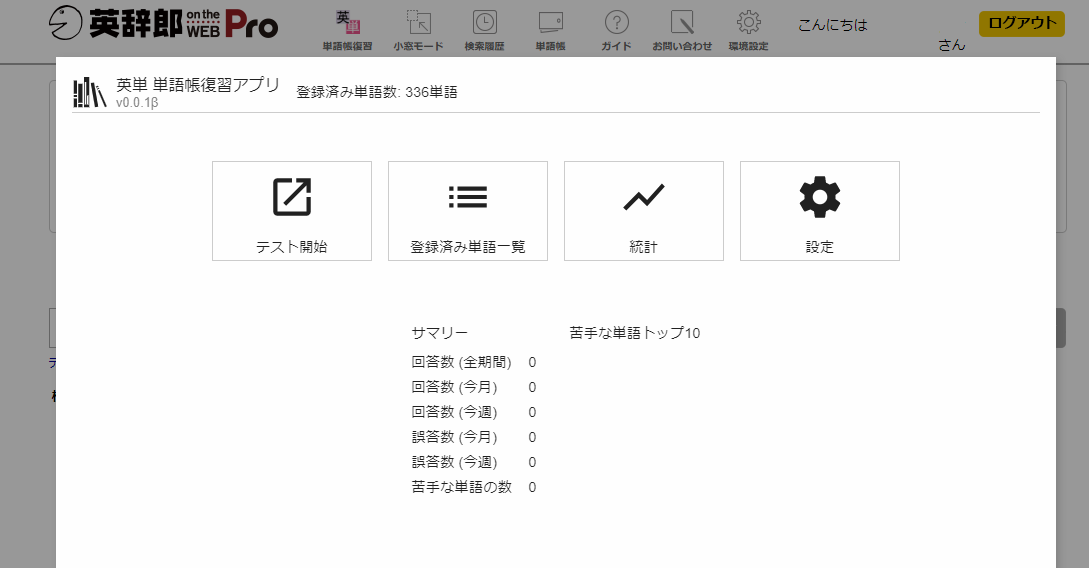 英辞郎 on the WEB Pro
英単
単語帳復習 小窓モード 検索履歴 単語帳 ガイド お問い合わせ 環境設定
こんにちは
さん
ログアウト
英単 単語帳復習アプリ
v0.0.1β
登録済み単語数: 336単語
テスト開始
登録済み単語一覧
統計
設定
サマリー
回答数 (全期間) 0
回答数 (今月) 0
回答数 (今週) 0
誤答数 (今月) 0
誤答数 (今週) 0
苦手な単語の数 0
苦手な単語トップ10